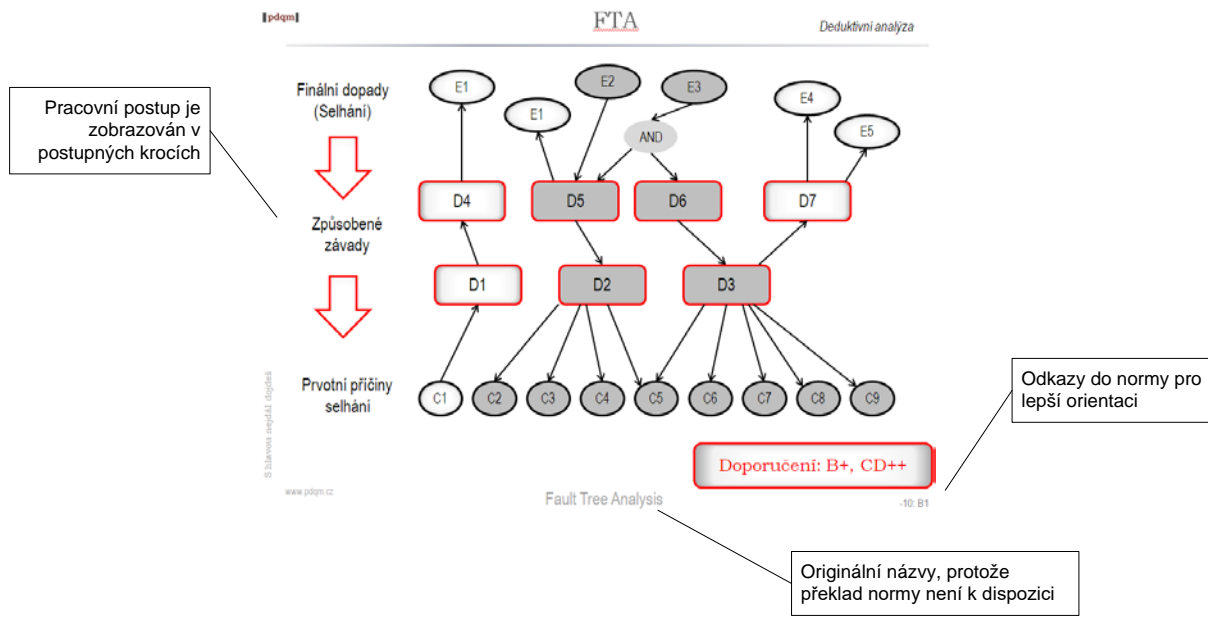 [pdqm]
FTA
Deduktivní analýza
Pracovní postup je
zobrazován v
postupných krocích
Finální dopady
(Selhání)
E1
E1
E2
E3
AND
E4
E5
D4
D5
D6
D7
Způsobené
závady
D1
D2
D3
Prvotní příčiny
selhání
C1
C2
C3
C4
C5
C6
C7
C8
C9
S hlavou nejdál dojdeš
Odkazy do normy pro
lepší orientaci
Doporučení: B+, CD++
www.pdqm.cz
Fault Tree Analysis
-10: B1
Originální názvy, protože
překlad normy není k dispozici